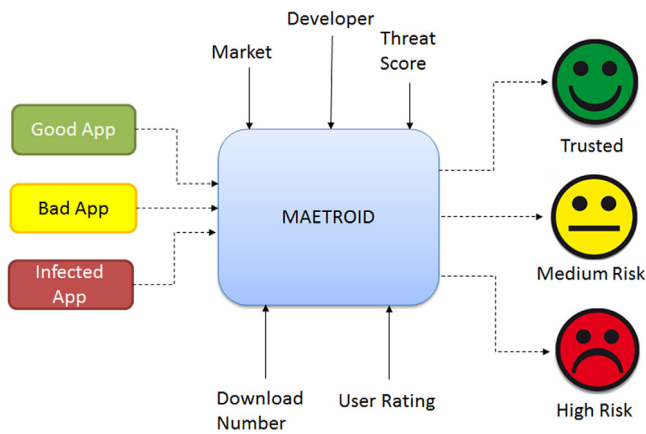 Developer
Market
Threat
Score
Good App
Trusted
Bad App
MAETROID
Medium Risk
Infected
App
Download
Number
User Rating
High Risk